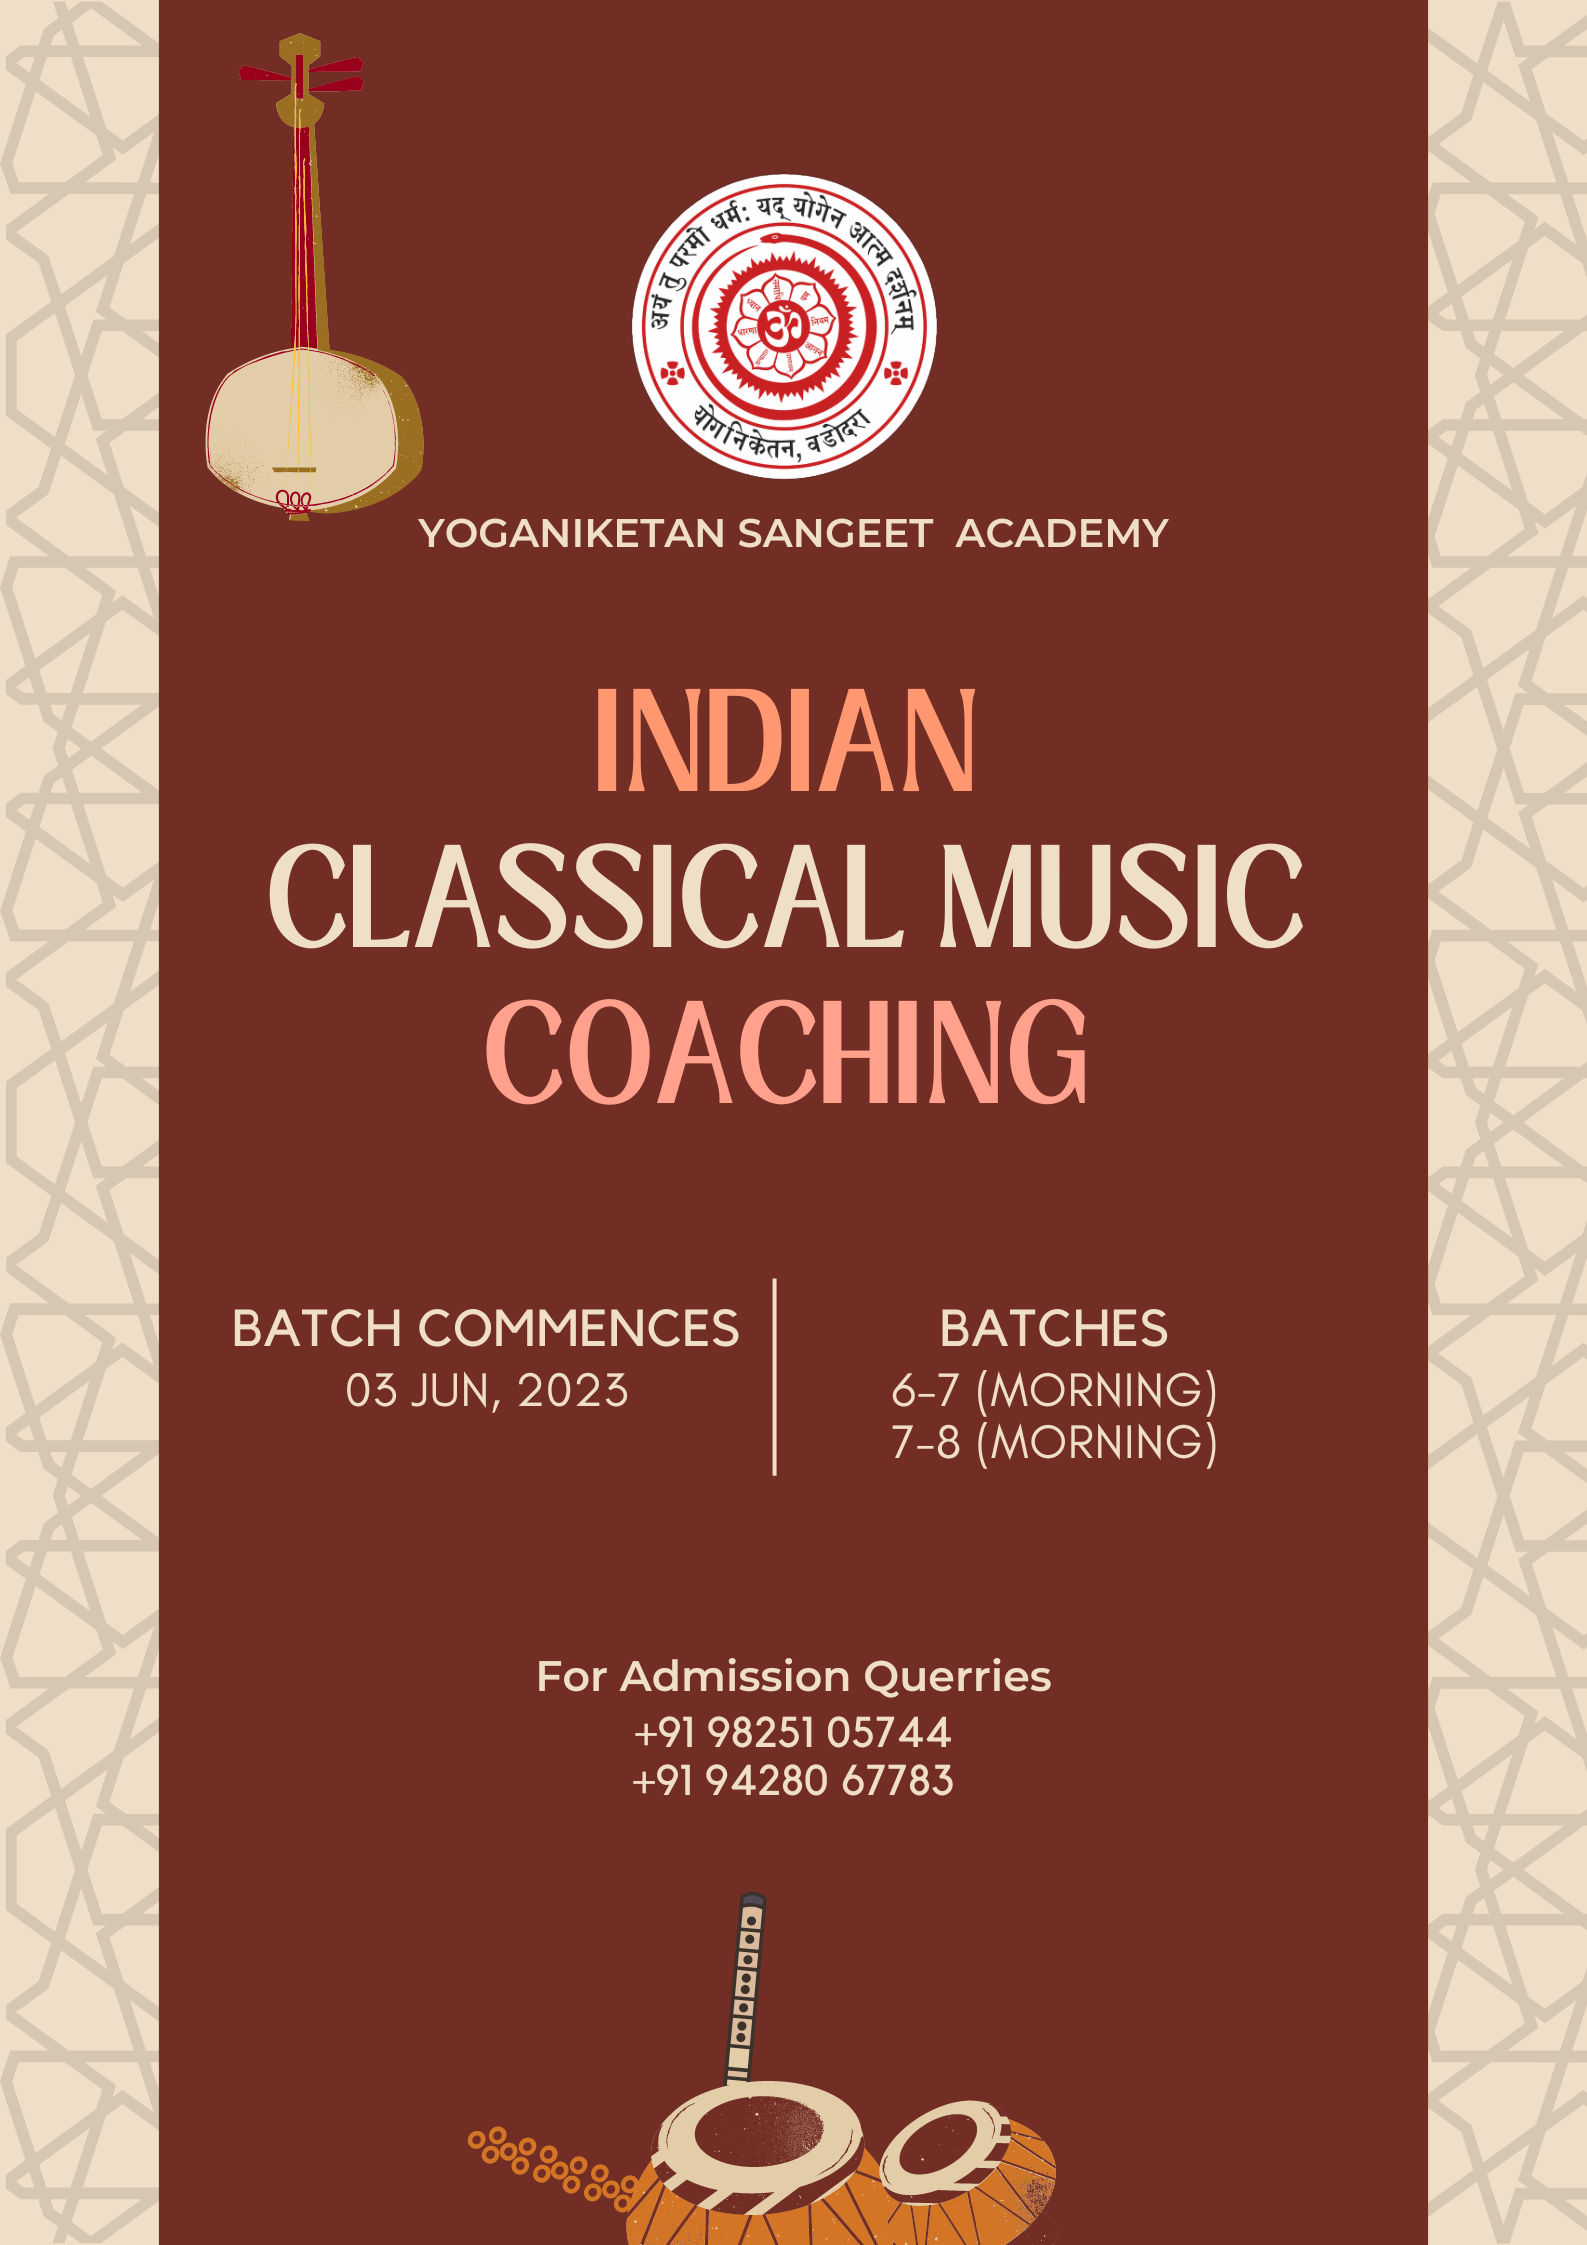 अयं तु परमो धर्म: यद् योगेन आत्म दर्शनम्
ॐ
नियम
धारणा
योगनिकेतन, वडोदरा
YOGANIKETAN SANGEET ACADEMY
INDIAN
CLASSICAL MUSIC
COACHING
BATCH COMMENCES
03 JUN, 2023
BATCHES
6-7 (MORNING)
7-8 (MORNING)
For Admission Querries
+91 98251 05744
+91 94280 67783